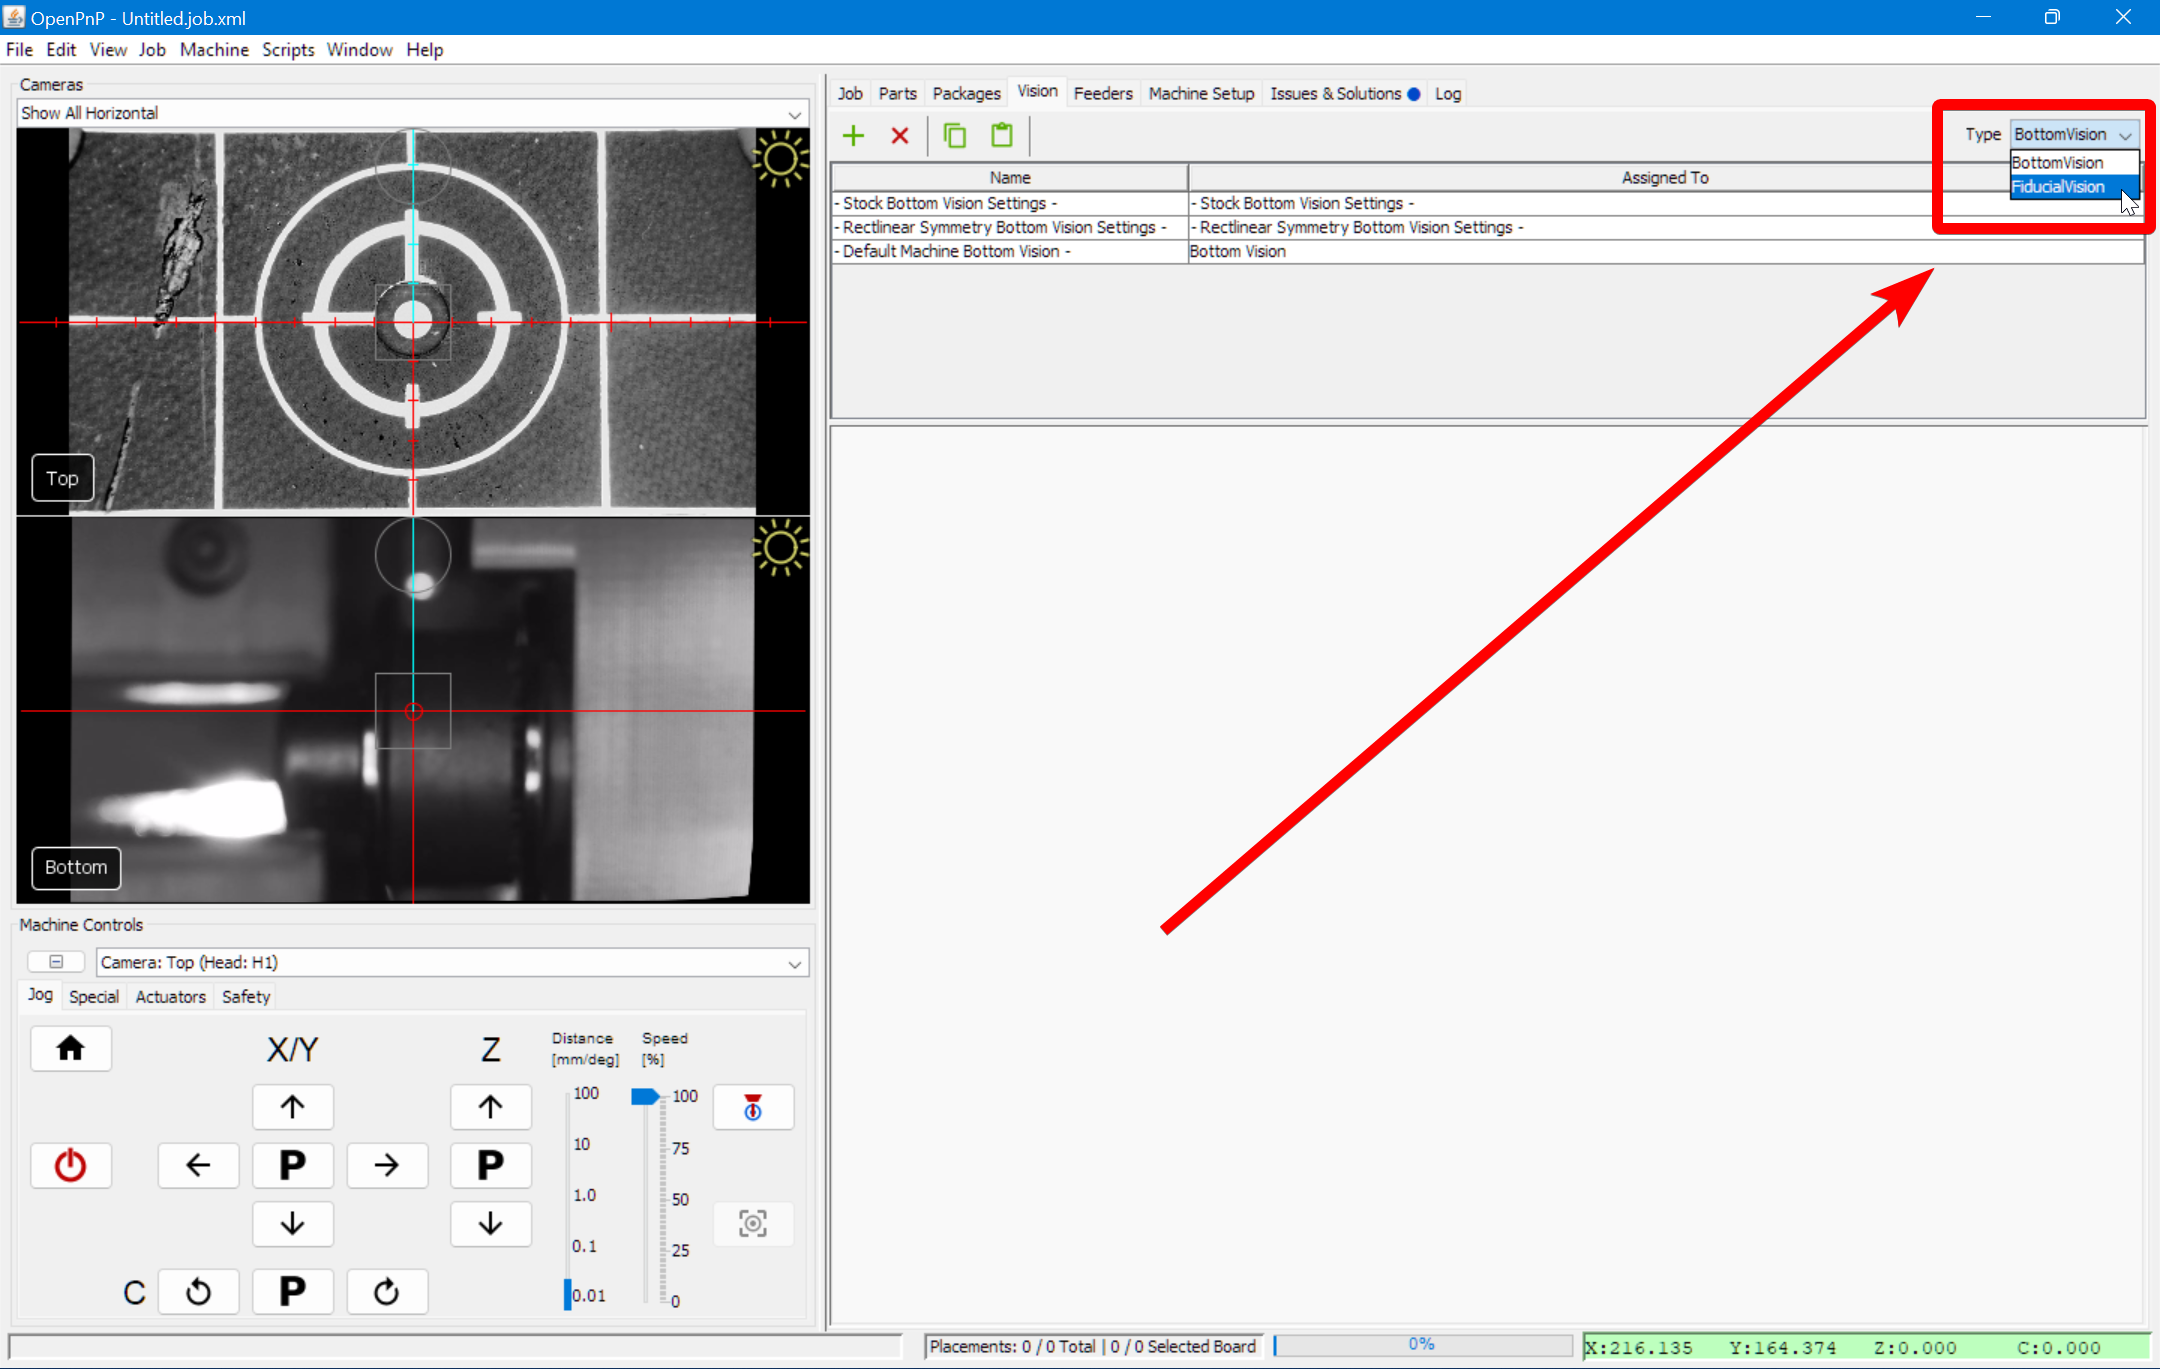 OpenPnP - Untitled.job.xml
File Edit View Job Machine Scripts Window Help
Cameras
Show All Horizontal
Top
Bottom
Machine Controls
Camera: Top (Head: H1)
Jog Special Actuators Safety
X/Y Z
Distance [mm/deg]
Speed [%]
100
10
1.0
0.1
0.01
100
75
50
25
0
P P
C P
Job Parts Packages Vision Feeders Machine Setup Issues & Solutions Log
Type BottomVision
BottomVision
FiducialVision
Name Assigned To
- Stock Bottom Vision Settings - - Stock Bottom Vision Settings -
- Rectlinear Symmetry Bottom Vision Settings - - Rectlinear Symmetry Bottom Vision Settings -
- Default Machine Bottom Vision - Bottom Vision
Placements: 0 / 0 Total | 0 / 0 Selected Board 0% X:216.135 Y:164.374 Z:0.000 C:0.000